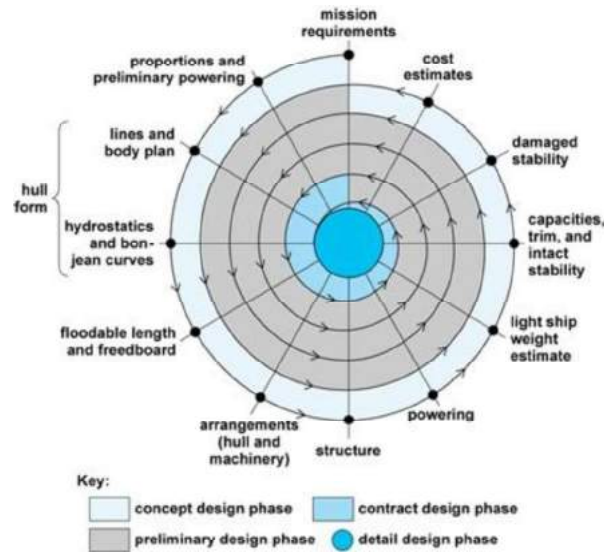 mission
requirements
proportions and
preliminary powering
cost
estimates
lines and
body plan
damaged
stability
hull
form
hydrostatics
and bon-
jean curves
capacities,
trim, and
intact
stability
floodable length
and freedboard
light ship
weight
estimate
arrangements
(hull and
machinery)
structure
powering
Key:
concept design phase
contract design phase
preliminary design phase
detail design phase